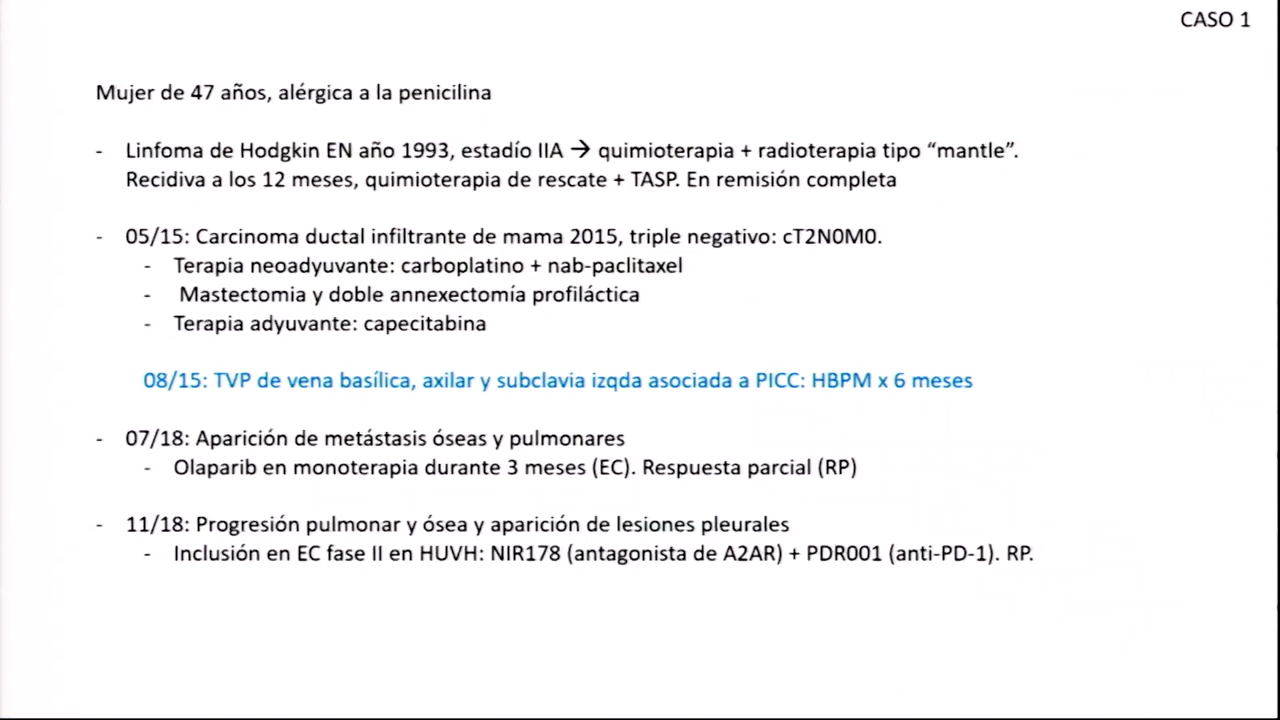 CASO 1
Mujer de 47 años, alérgica a la penicilina
- Linfoma de Hodgkin EN año 1993, estadío IIA → quimioterapia + radioterapia tipo “mantle”.
Recidiva a los 12 meses, quimioterapia de rescate + TASP. En remisión completa
- 05/15: Carcinoma ductal infiltrante de mama 2015, triple negativo: cT2N0M0.
- Terapia neoadyuvante: carboplatino + nab-paclitaxel
- Mastectomia y doble annexectomía profiláctica
- Terapia adyuvante: capecitabina
08/15: TVP de vena basílica, axilar y subclavia izqda asociada a PICC: HBPM x 6 meses
- 07/18: Aparición de metástasis óseas y pulmonares
- Olaparib en monoterapia durante 3 meses (EC). Respuesta parcial (RP)
- 11/18: Progresión pulmonar y ósea y aparición de lesiones pleurales
- Inclusión en EC fase II en HUVH: NIR178 (antagonista de A2AR) + PDR001 (anti-PD-1). RP.